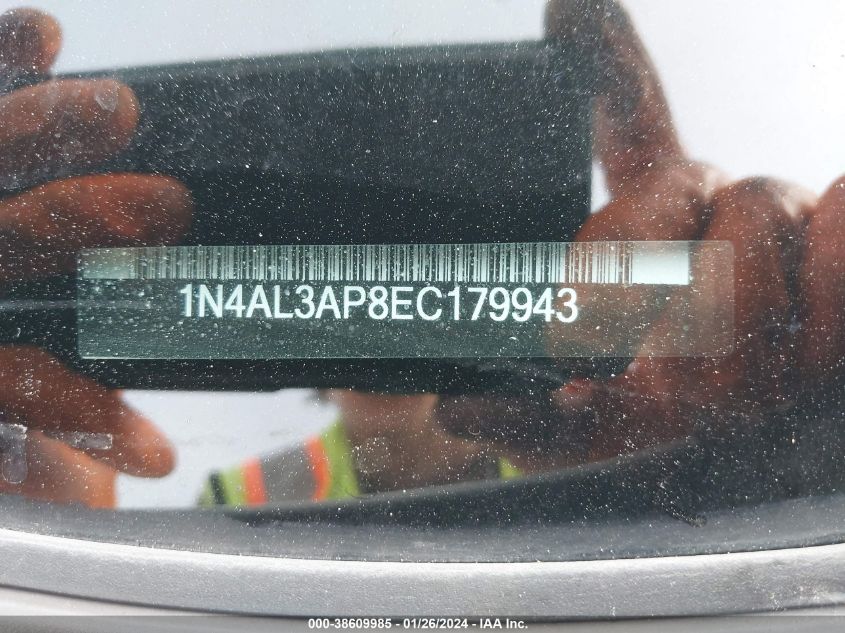 1N4AL3AP8EC179943
000-38609985 - 01/26/2024 - IAA Inc.